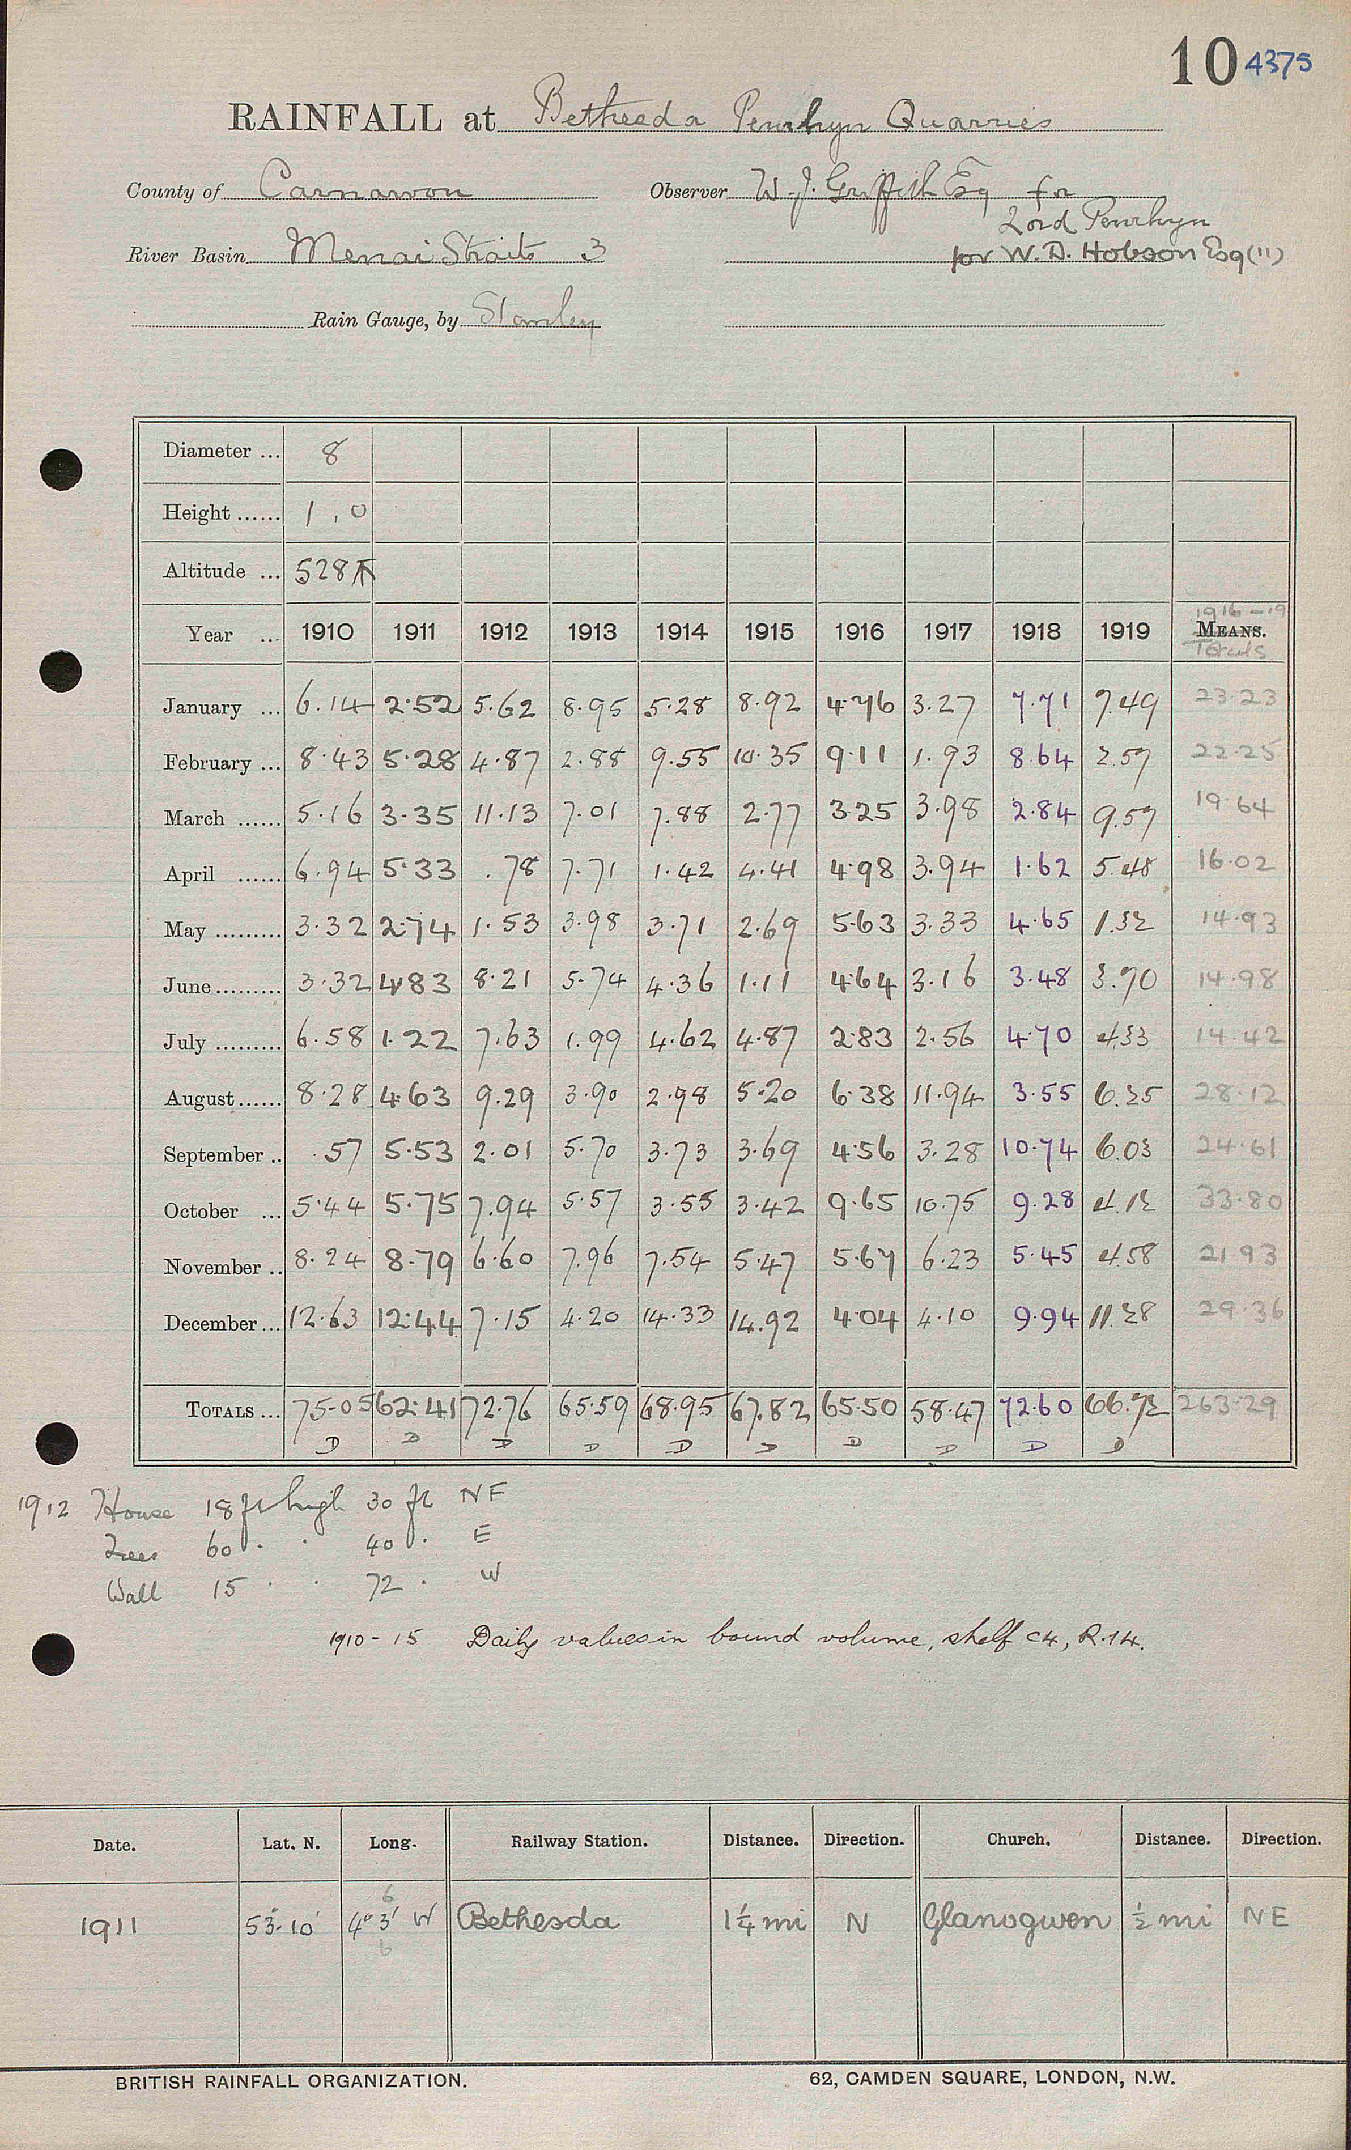 10 4375
RAINFALL at Bethesda Penrhyn Quarries
County of Carnarvon Observer W. J. Griffith Esq for
Lord Penrhyn
River Basin Menai Straits 3 for W. D. Hobson Esq (11)
Rain Gauge, by Stanley
Diameter ... 8
Height ...... 1.0
Altitude ... 528
1916-19
Year ... 1910 1911 1912 1913 1914 1915 1916 1917 1918 1919 MEANS.
Totals
January ... 6.14 2.52 5.62 8.95 5.28 8.92 4.76 3.27 7.71 7.49 23.23
February ... 8.43 5.28 4.87 2.88 9.55 10.35 9.11 1.93 8.64 2.57 22.25
March ...... 5.16 3.35 11.13 7.01 7.88 2.77 3.25 3.98 2.84 9.57 19.64
April ...... 6.94 5.33 .78 7.71 1.42 4.41 4.98 3.94 1.62 5.48 16.02
May ......... 3.32 2.74 1.53 3.98 3.71 2.69 5.63 3.33 4.65 1.32 14.93
June ......... 3.32 4.83 8.21 5.74 4.36 1.11 4.64 3.16 3.48 3.70 14.98
July ......... 6.58 1.22 7.63 1.99 4.62 4.87 2.83 2.56 4.70 4.33 14.42
August ...... 8.28 4.63 9.29 3.90 2.98 5.20 6.38 11.94 3.55 6.25 28.12
September .. .57 5.53 2.01 5.70 3.73 3.69 4.56 3.28 10.74 6.03 24.61
October ... 5.44 5.75 7.94 5.57 3.55 3.42 9.65 10.75 9.28 4.12 33.80
November .. 8.24 8.79 6.60 7.96 7.54 5.47 5.67 6.23 5.45 4.58 21.93
December ... 12.63 12.44 7.15 4.20 14.33 14.92 4.04 4.10 9.94 11.28 29.36
TOTALS ... 75.05 62.41 72.76 65.59 68.95 67.82 65.50 58.47 72.60 66.72 263.29
D D D D D D D D D D
1912 House 18 ft high 30 ft NE
Trees 60 . . 40 . E
Wall 15 . . 72 . W
1910-15 Daily values in bound volume, shelf C4, R.14.
Date. Lat. N. Long. Railway Station. Distance. Direction. Church. Distance. Direction.
6
1911 53° 10' 4° 3' W Bethesda 1¼ mi N Glanogwen ½ mi NE
6
BRITISH RAINFALL ORGANIZATION. 62, CAMDEN SQUARE, LONDON, N.W.